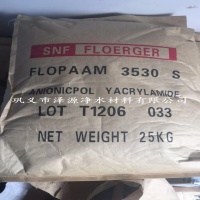 SNF FLOERGER
FLOPAAM 3530 S
ANIONICPOL YACRYLAMIDE
巩义市泽源净水材料有限公司
LOT T1206 033
NET WEIGHT 25KG